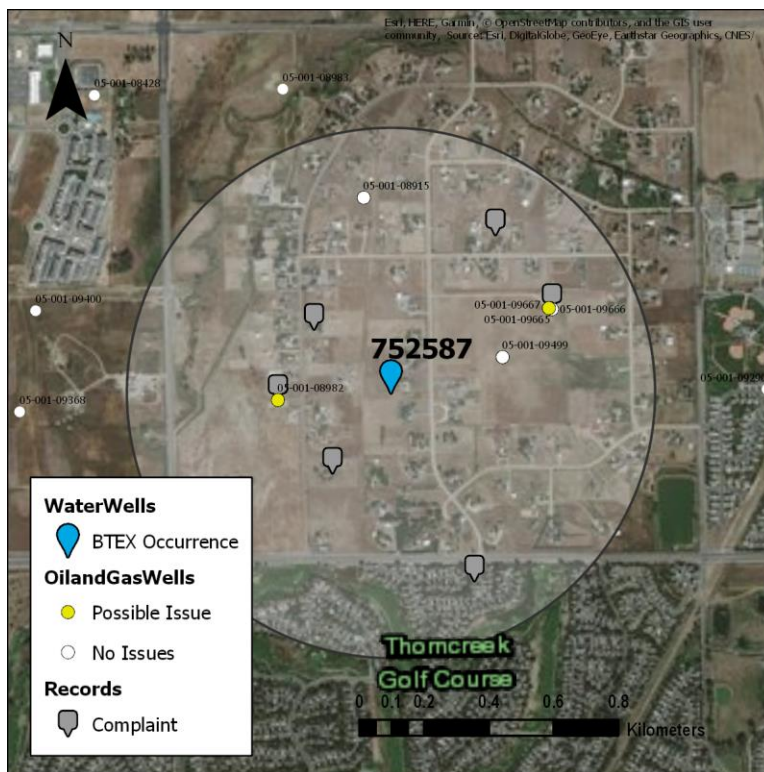 Esri, HERE, Garmin, © OpenStreetMap contributors, and the GIS user
community, Source: Esri, DigitalGlobe, GeoEye, Earthstar Geographics, CNES/
N
05-001-08428
05-001-08983
05-001-08915
05-001-09400
05-001-09667
05-001-09666
05-001-09665
752587
05-001-09499
05-001-08982
05-001-09368
05-001-0929
WaterWells
BTEX Occurrence
OilandGasWells
Possible Issue
No Issues
Records
Complaint
Thorncreek
Golf Course
0 0.1 0.2 0.4 0.6 0.8
Kilometers